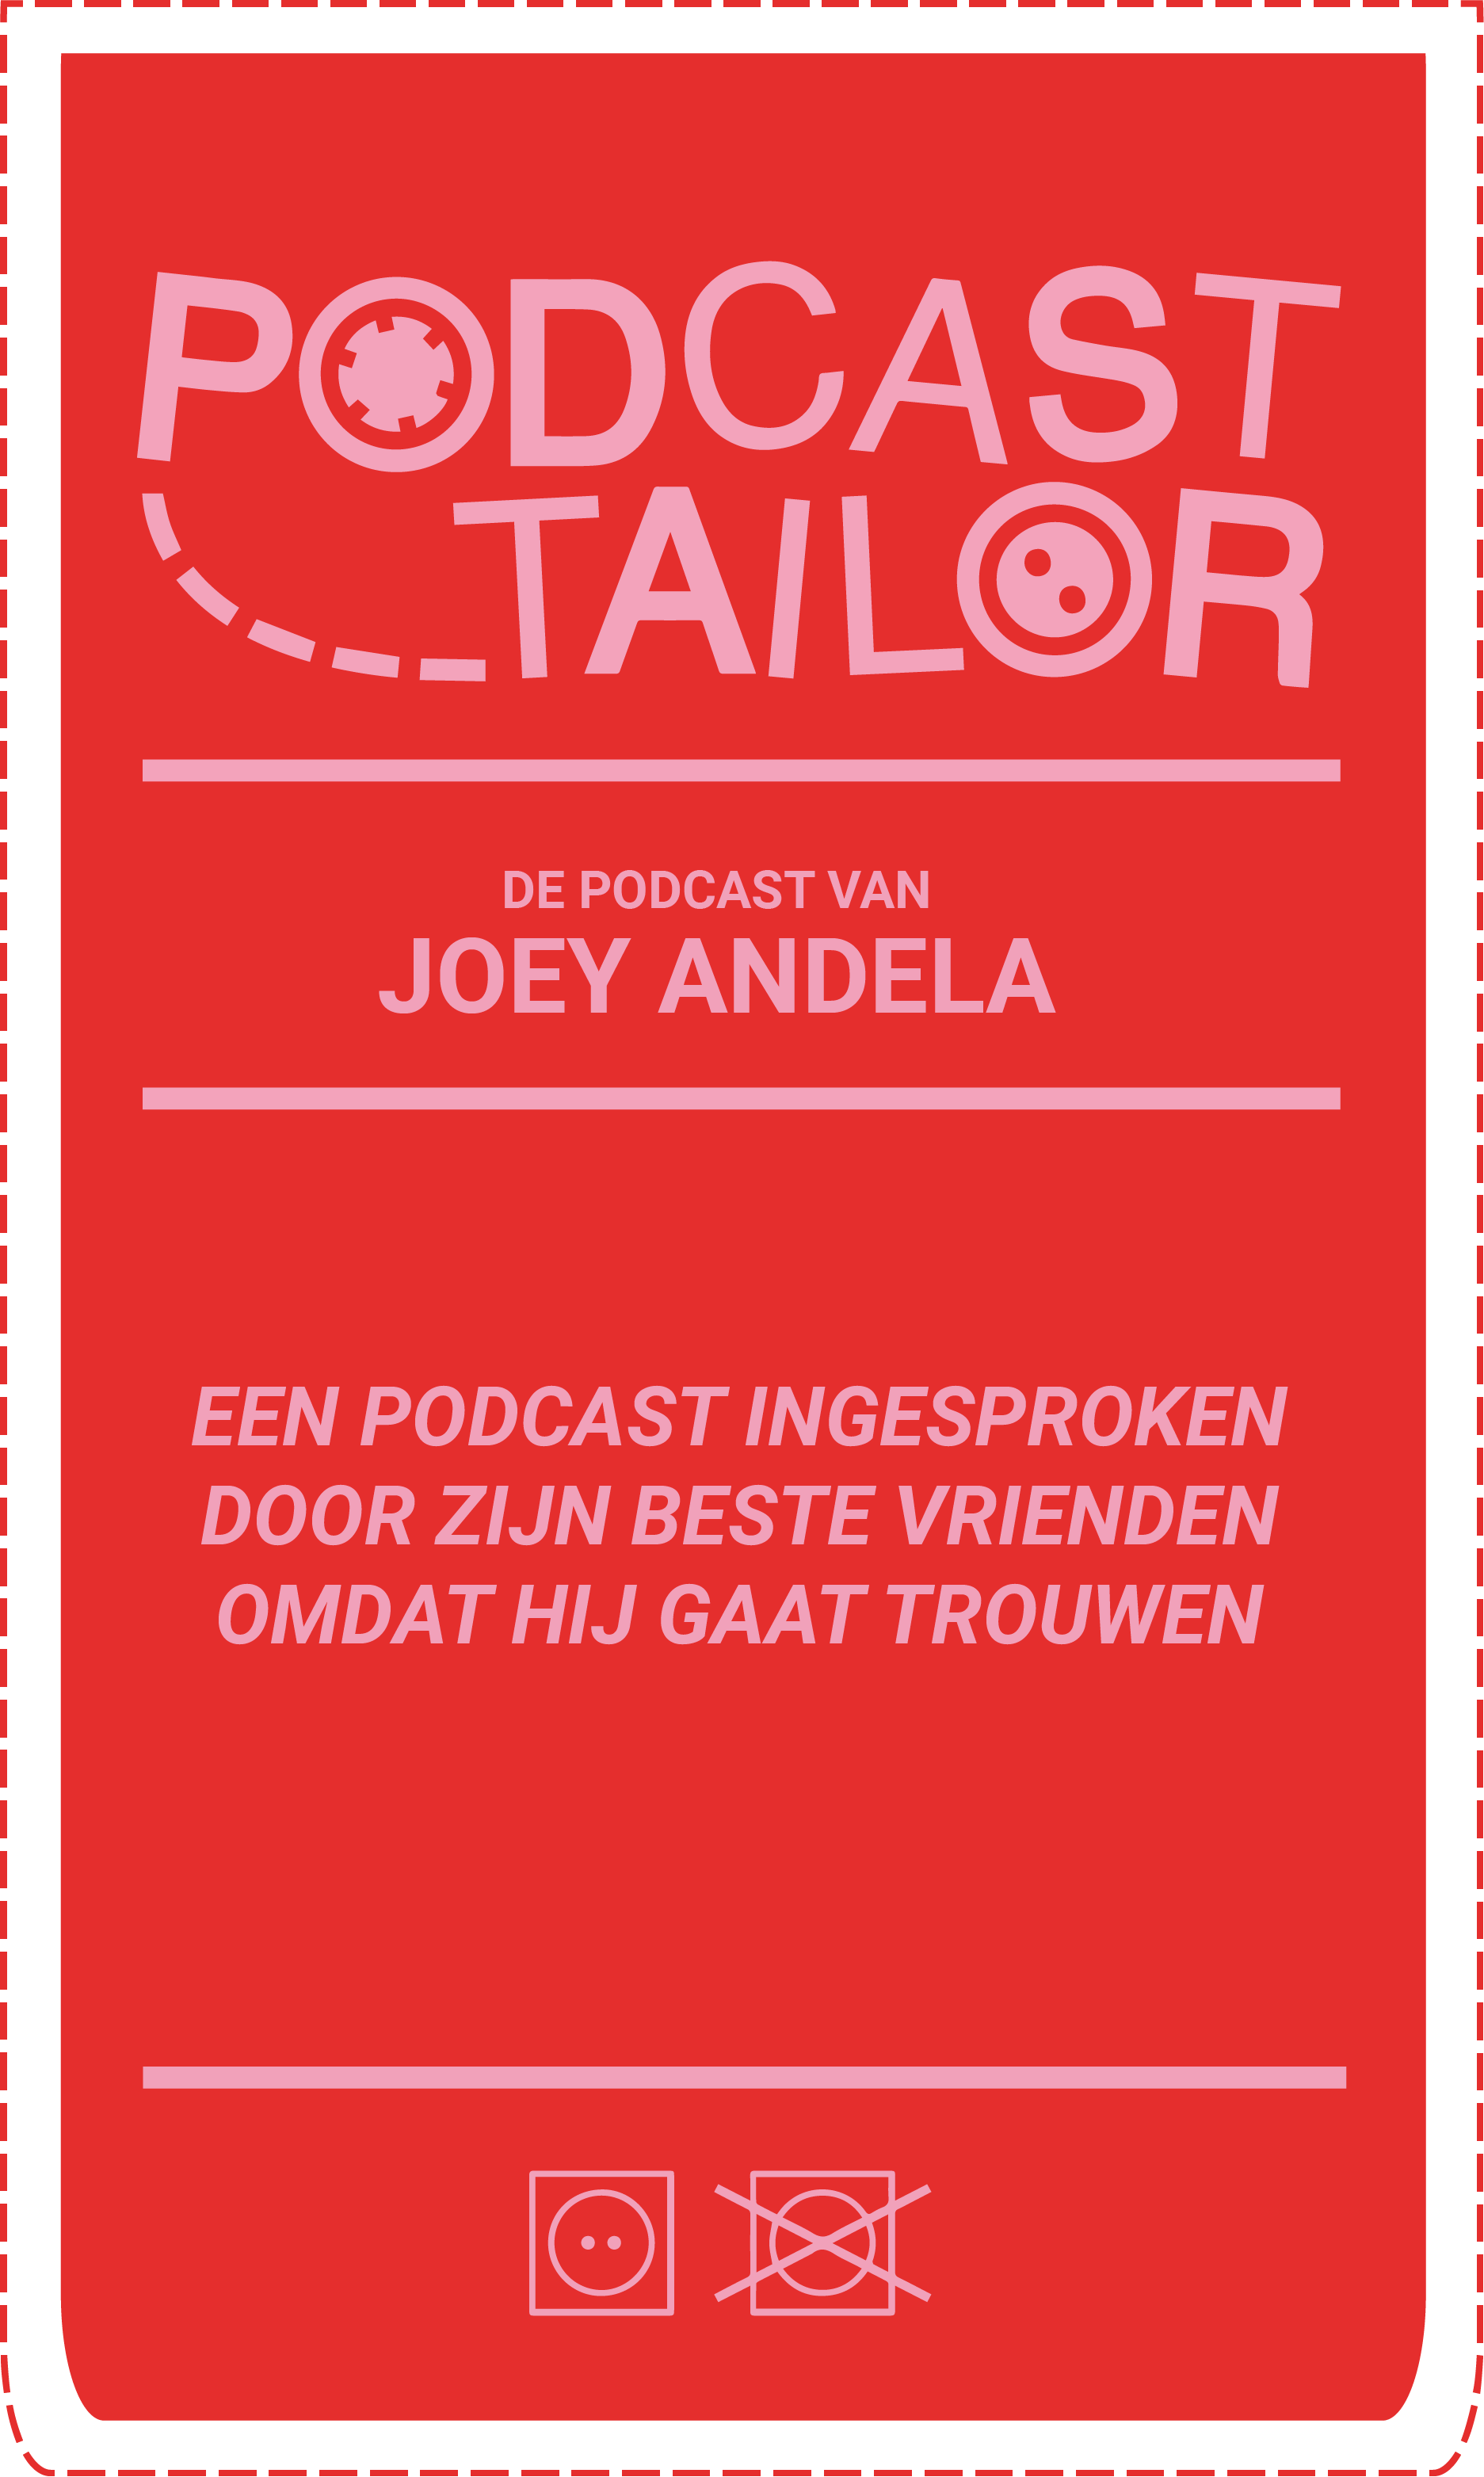 PODCAST
TAILOR
DE PODCAST VAN
JOEY ANDELA
EEN PODCAST INGESPROKEN
DOOR ZIJN BESTE VRIENDEN
OMDAT HIJ GAAT TROUWEN